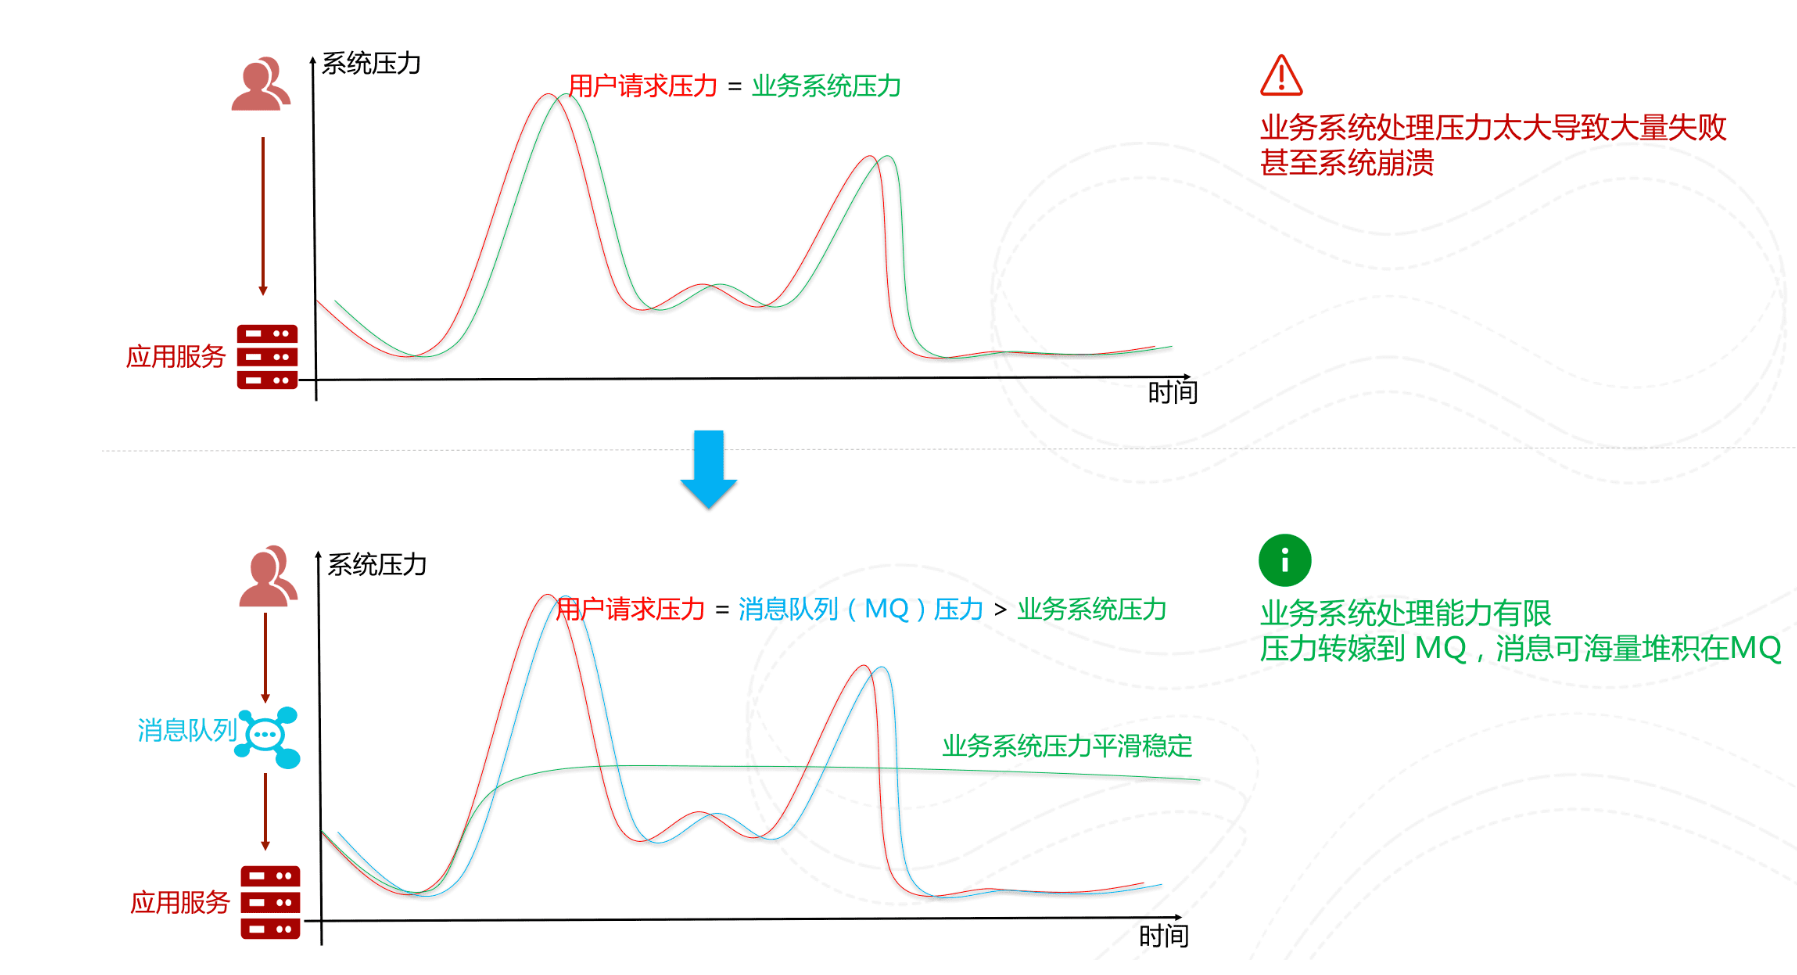 系统压力
用户请求压力 = 业务系统压力
业务系统处理压力太大导致大量失败
甚至系统崩溃
应用服务
时间
系统压力
用户请求压力 = 消息队列（MQ）压力 > 业务系统压力
业务系统处理能力有限
压力转嫁到 MQ，消息可海量堆积在MQ
消息队列
业务系统压力平滑稳定
应用服务
时间